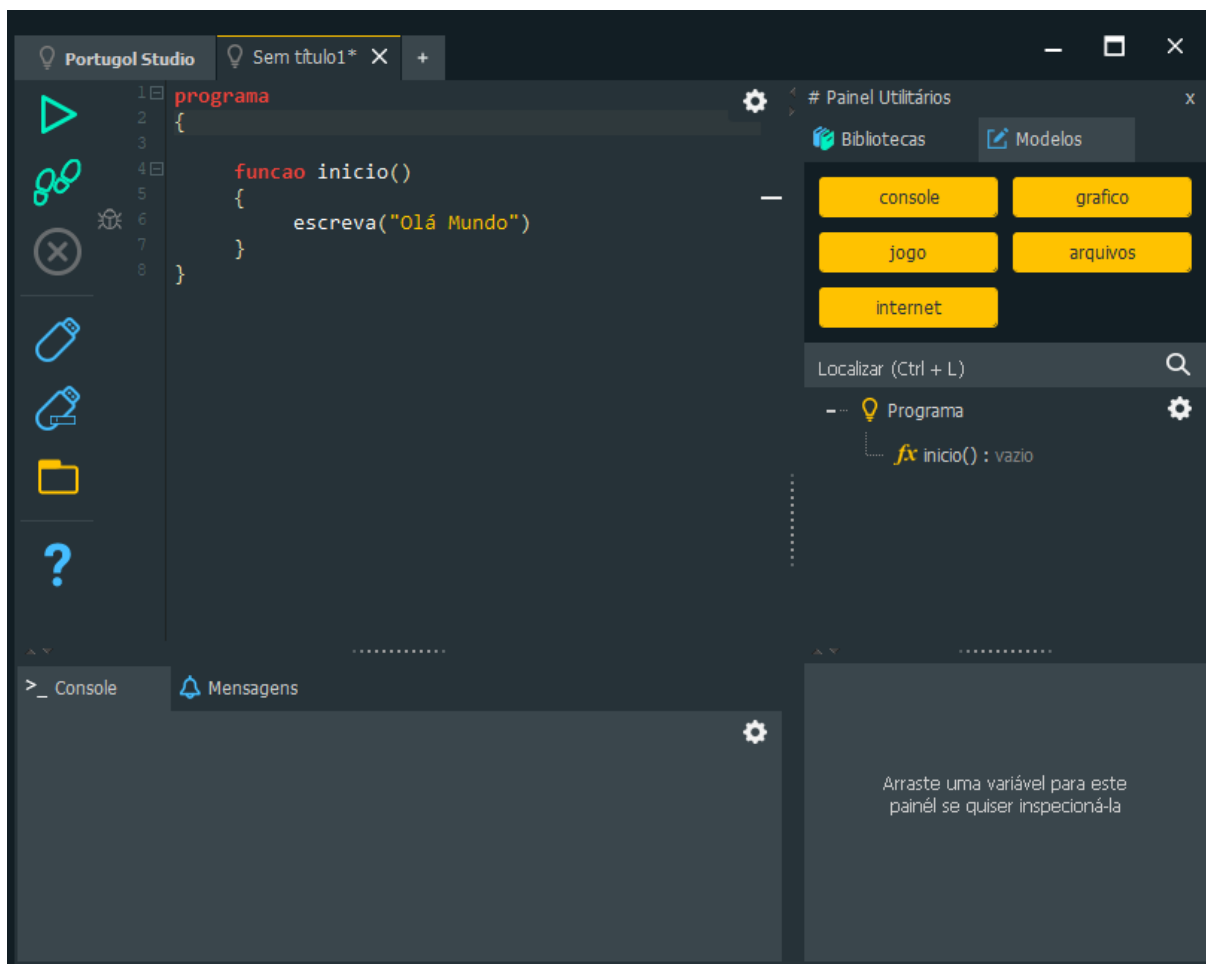 Portugol Studio
Sem título1*
+
# Painel Utilitários
x
1 programa
2 {
3
4 funcao inicio()
5 {
6 escreva("Olá Mundo")
7 }
8 }
Bibliotecas
Modelos
console
grafico
jogo
arquivos
internet
Localizar (Ctrl + L)
Programa
fx inicio() : vazio
?
>_ Console
Mensagens
Arraste uma variável para este
painél se quiser inspecioná-la